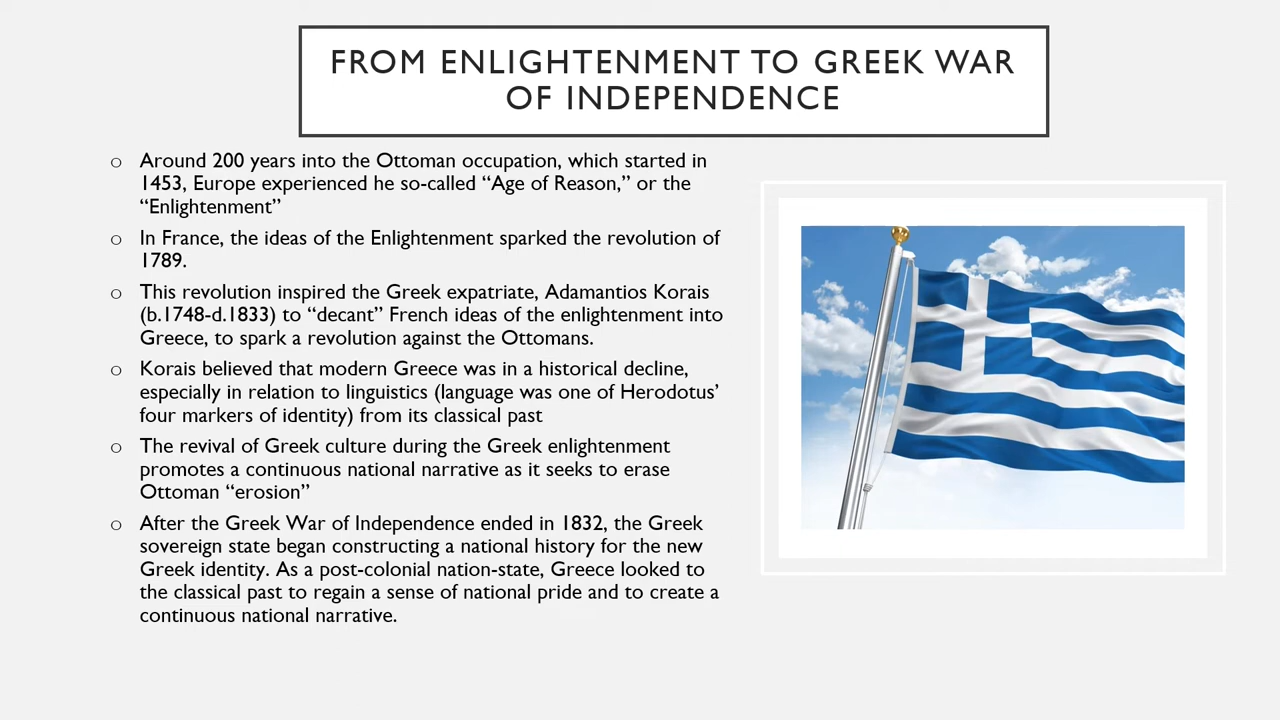 FROM ENLIGHTENMENT TO GREEK WAR
OF INDEPENDENCE
o Around 200 years into the Ottoman occupation, which started in
1453, Europe experienced he so-called “Age of Reason,” or the
“Enlightenment”
o In France, the ideas of the Enlightenment sparked the revolution of
1789.
o This revolution inspired the Greek expatriate, Adamantios Korais
(b.1748-d.1833) to “decant” French ideas of the enlightenment into
Greece, to spark a revolution against the Ottomans.
o Korais believed that modern Greece was in a historical decline,
especially in relation to linguistics (language was one of Herodotus’
four markers of identity) from its classical past
o The revival of Greek culture during the Greek enlightenment
promotes a continuous national narrative as it seeks to erase
Ottoman “erosion”
o After the Greek War of Independence ended in 1832, the Greek
sovereign state began constructing a national history for the new
Greek identity. As a post-colonial nation-state, Greece looked to
the classical past to regain a sense of national pride and to create a
continuous national narrative.